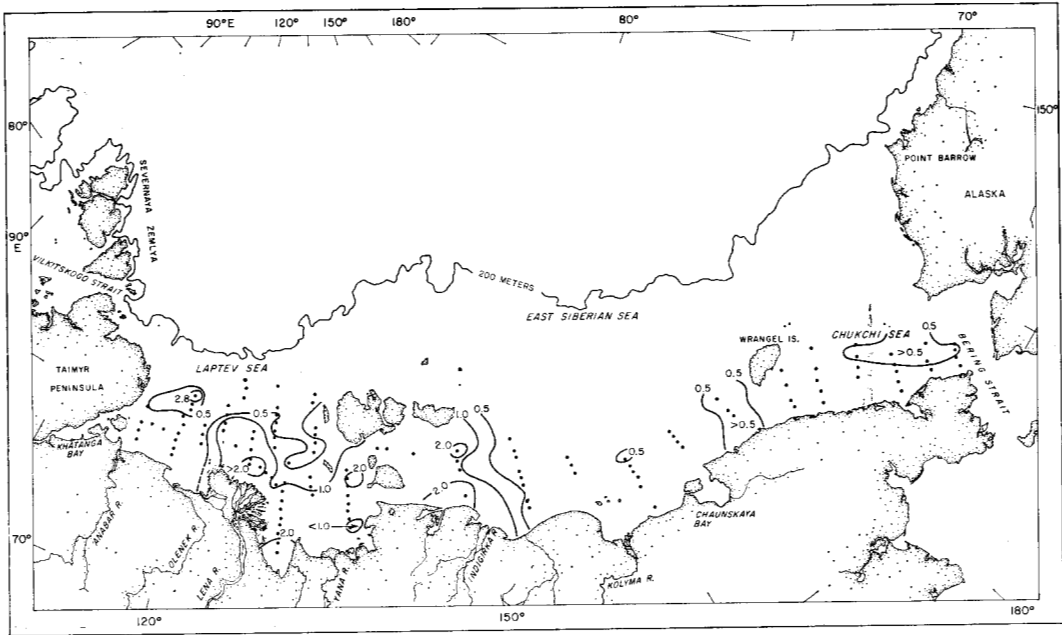 90°E 120° 150° 180° 80° 70°
80°
150°
SEVERNAYA ZEMLYA
POINT BARROW
ALASKA
90°
E
VILKITSKOGO STRAIT
200 METERS
EAST SIBERIAN SEA
CHUKCHI SEA
0.5
0.5
>0.5
BERING STRAIT
WRANGEL IS.
TAIMYR
PENINSULA
LAPTEV SEA
2.8
0.5
0.5
1.0
0.5
0.5
0.5
>0.5
KHATANGA
BAY
>2.0
2.0
2.0
0.5
1.0
2.0
<1.0
2.0
CHAUNSKAYA
BAY
ANABAR R.
OLENEK R.
LENA R.
YANA R.
INDIGIRKA R.
KOLYMA R.
70°
120° 150° 180°